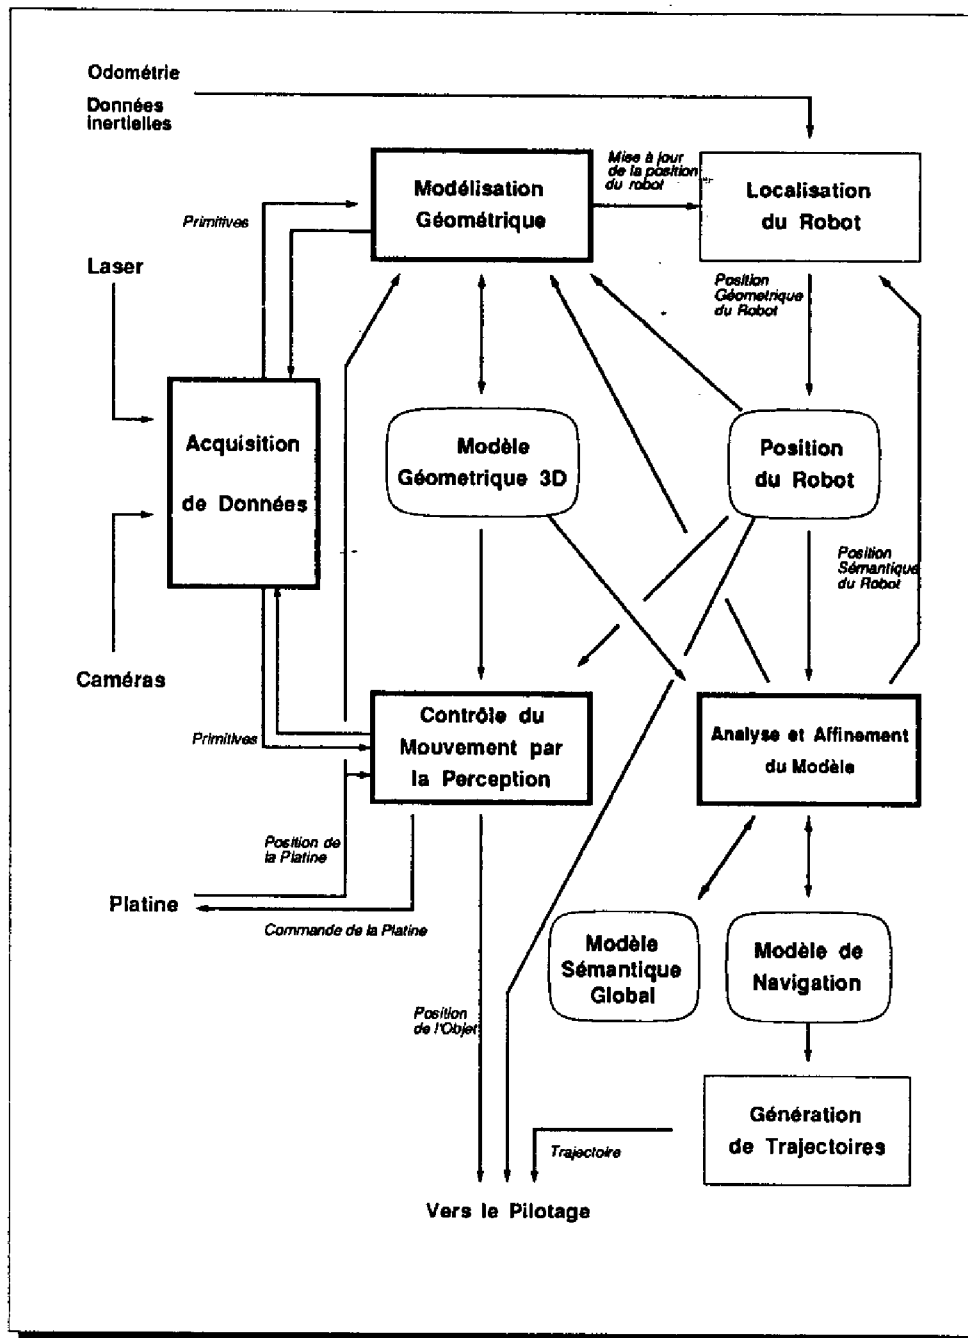 Odométrie
Données
inertielles
Mise à jour
de la position
du robot
Modélisation
Géométrique
Localisation
du Robot
Primitives
Laser
Position
Géometrique
du Robot
Acquisition
de Données
Modèle
Géometrique 3D
Position
du Robot
Position
Sémantique
du Robot
Caméras
Primitives
Contrôle du
Mouvement par
la Perception
Analyse et Affinement
du Modèle
Position de
la Platine
Platine
Commande de la Platine
Modèle
Sémantique
Global
Modèle de
Navigation
Position
de l'Objet
Génération
de Trajectoires
Trajectoire
Vers le Pilotage